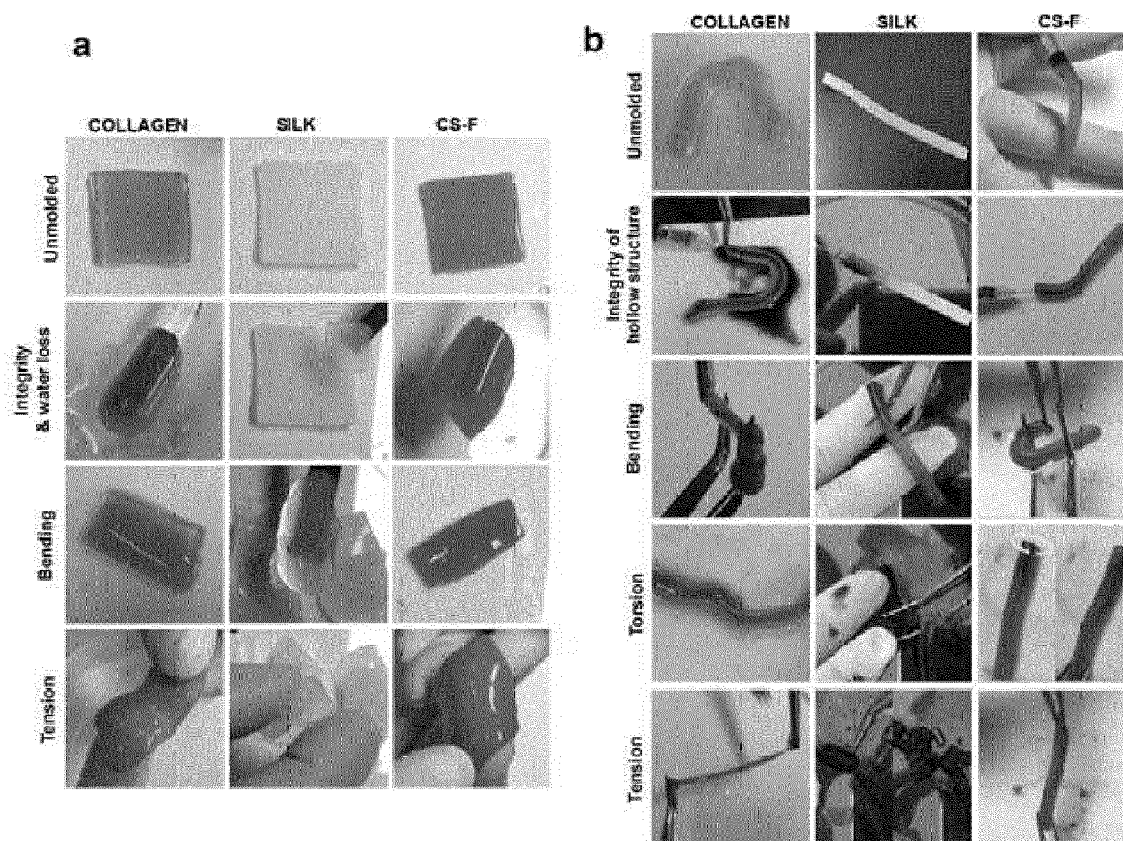 a
COLLAGEN SILK CS-F
Unmolded
Integrity
& water loss
Bending
Tension
b
COLLAGEN SILK CS-F
Unmolded
Integrity of
hollow structure
Bending
Torsion
Tension